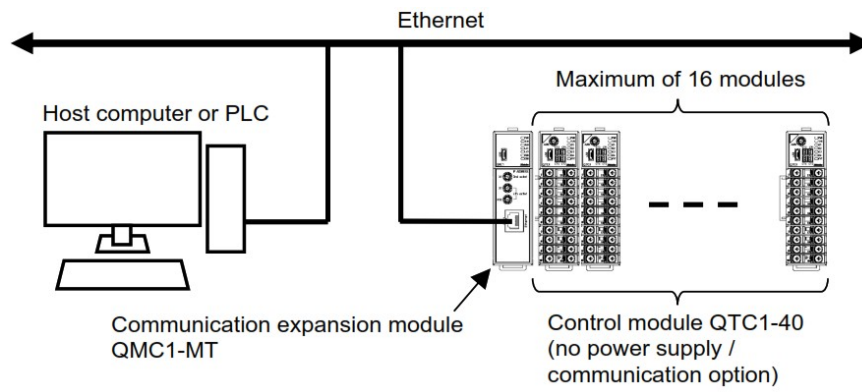 Ethernet
Maximum of 16 modules
Host computer or PLC
Communication expansion module
QMC1-MT
Control module QTC1-40
(no power supply /
communication option)